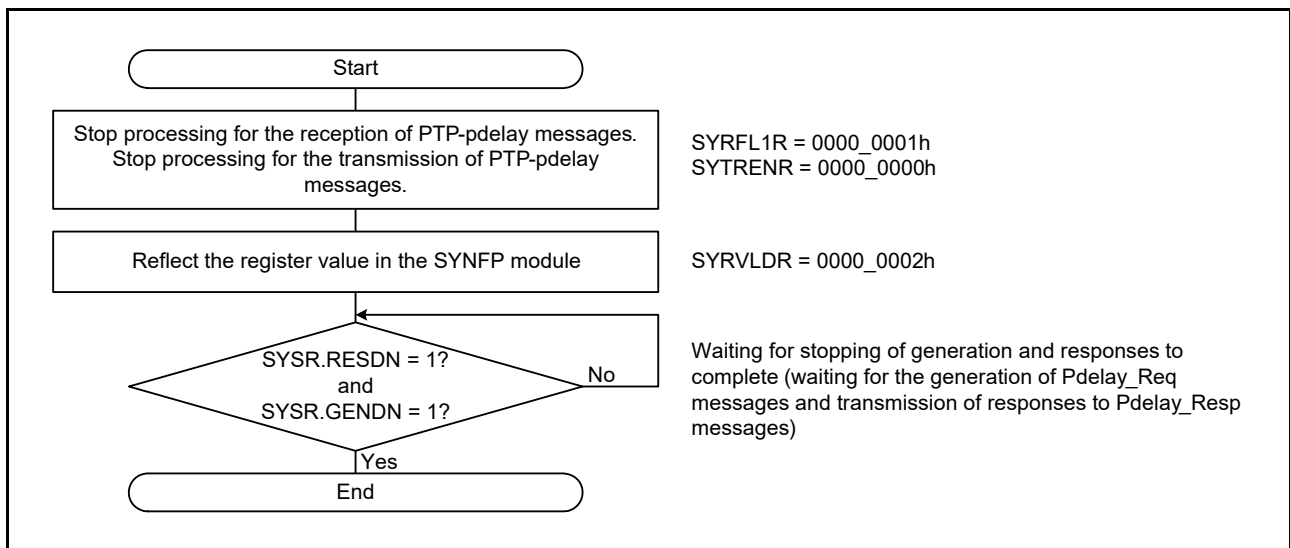 Start
Stop processing for the reception of PTP-pdelay messages.
Stop processing for the transmission of PTP-pdelay
messages.
SYRFL1R = 0000_0001h
SYTRENR = 0000_0000h
Reflect the register value in the SYNFP module
SYRVLDR = 0000_0002h
SYSR.RESDN = 1?
and
SYSR.GENDN = 1?
No
Waiting for stopping of generation and responses to
complete (waiting for the generation of Pdelay_Req
messages and transmission of responses to Pdelay_Resp
messages)
Yes
End